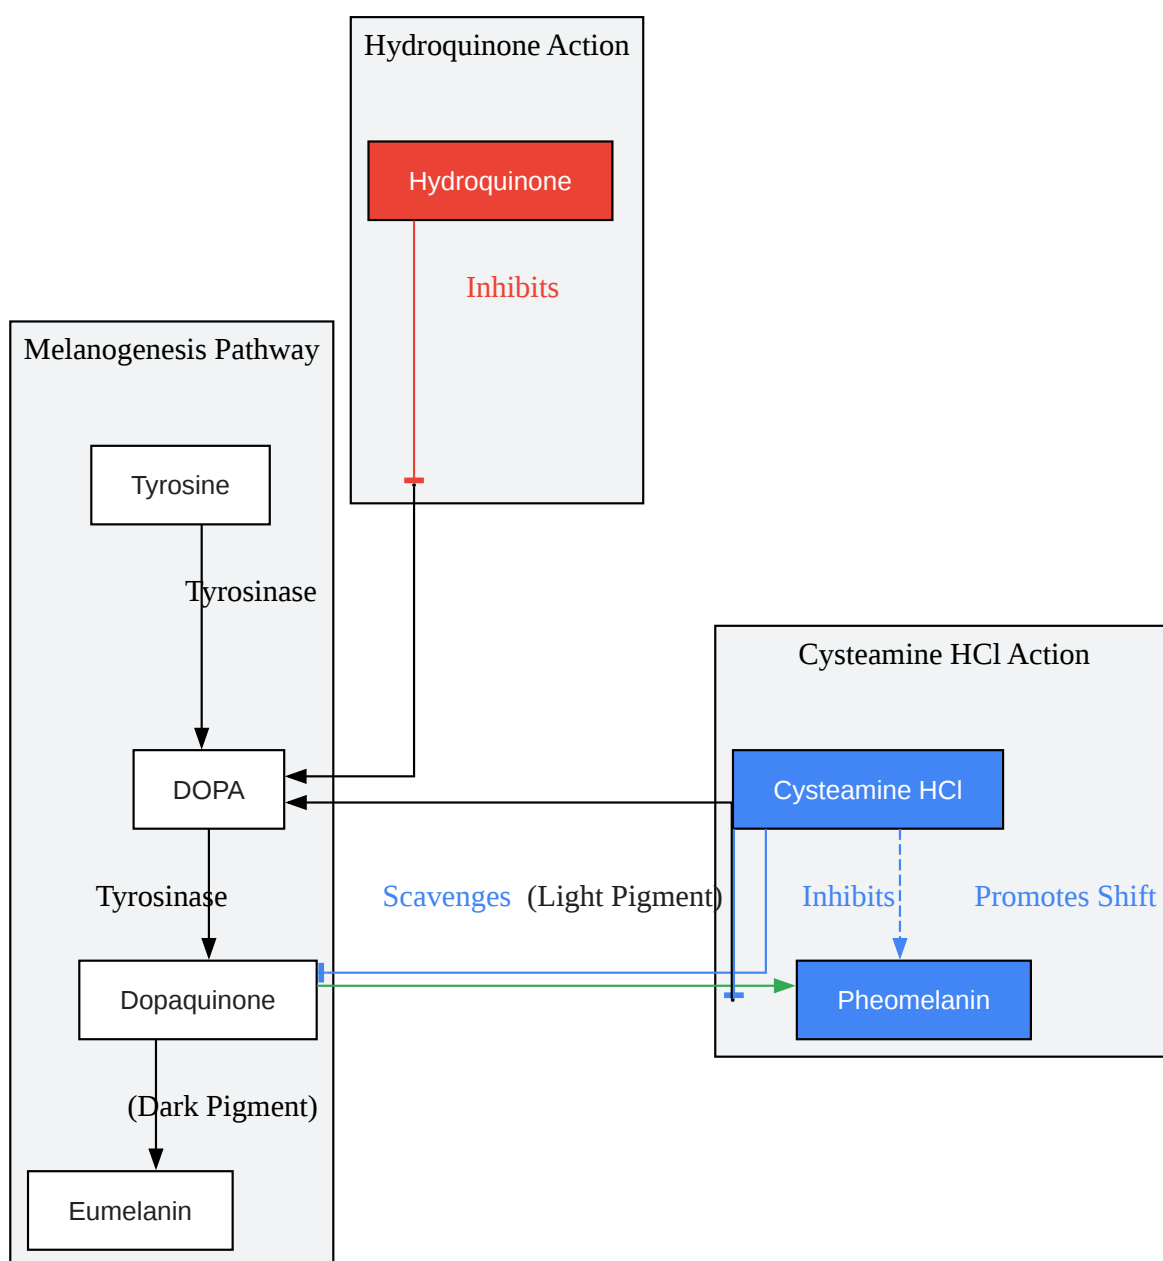 Hydroquinone Action
Hydroquinone
Inhibits
Melanogenesis Pathway
Tyrosine
Tyrosinase
Cysteamine HCl Action
DOPA
Cysteamine HCl
Tyrosinase
Scavenges
(Light Pigment)
Inhibits
Promotes Shift
Dopaquinone
Pheomelanin
(Dark Pigment)
Eumelanin